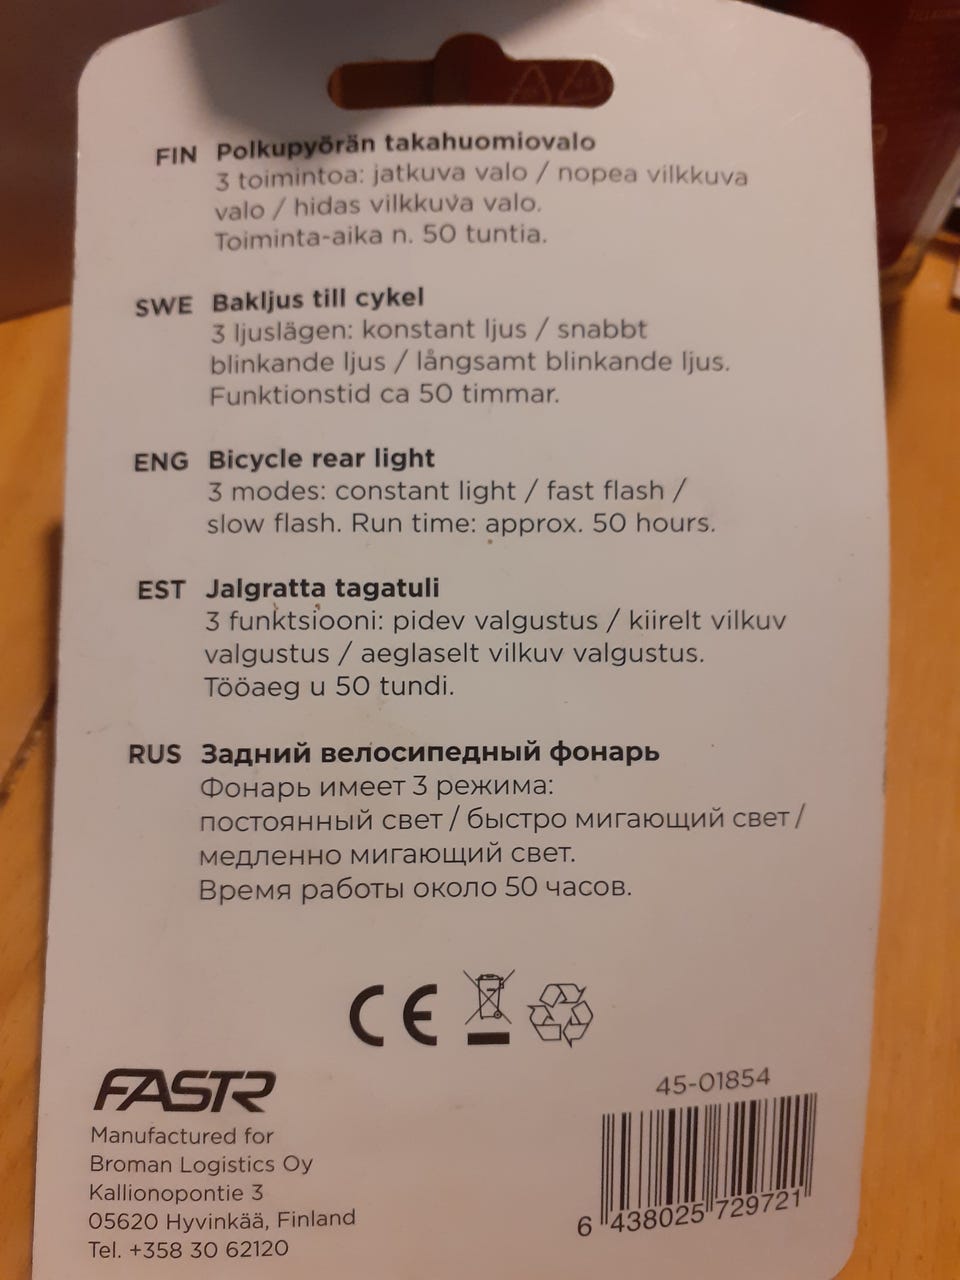 FIN Polkupyörän takahuomiovalo
3 toimintoa: jatkuva valo / nopea vilkkuva
valo / hidas vilkkuva valo.
Toiminta-aika n. 50 tuntia.
SWE Bakljus till cykel
3 ljuslägen: konstant ljus / snabbt
blinkande ljus / långsamt blinkande ljus.
Funktionstid ca 50 timmar.
ENG Bicycle rear light
3 modes: constant light / fast flash /
slow flash. Run time: approx. 50 hours.
EST Jalgratta tagatuli
3 funktsiooni: pidev valgustus / kiirelt vilkuv
valgustus / aeglaselt vilkuv valgustus.
Tööaeg u 50 tundi.
RUS Задний велосипедный фонарь
Фонарь имеет 3 режима:
постоянный свет / быстро мигающий свет /
медленно мигающий свет.
Время работы около 50 часов.
CE
FASTR
Manufactured for
Broman Logistics Oy
Kallionopontie 3
05620 Hyvinkää, Finland
Tel. +358 30 62120
45-01854
6 438025 729721